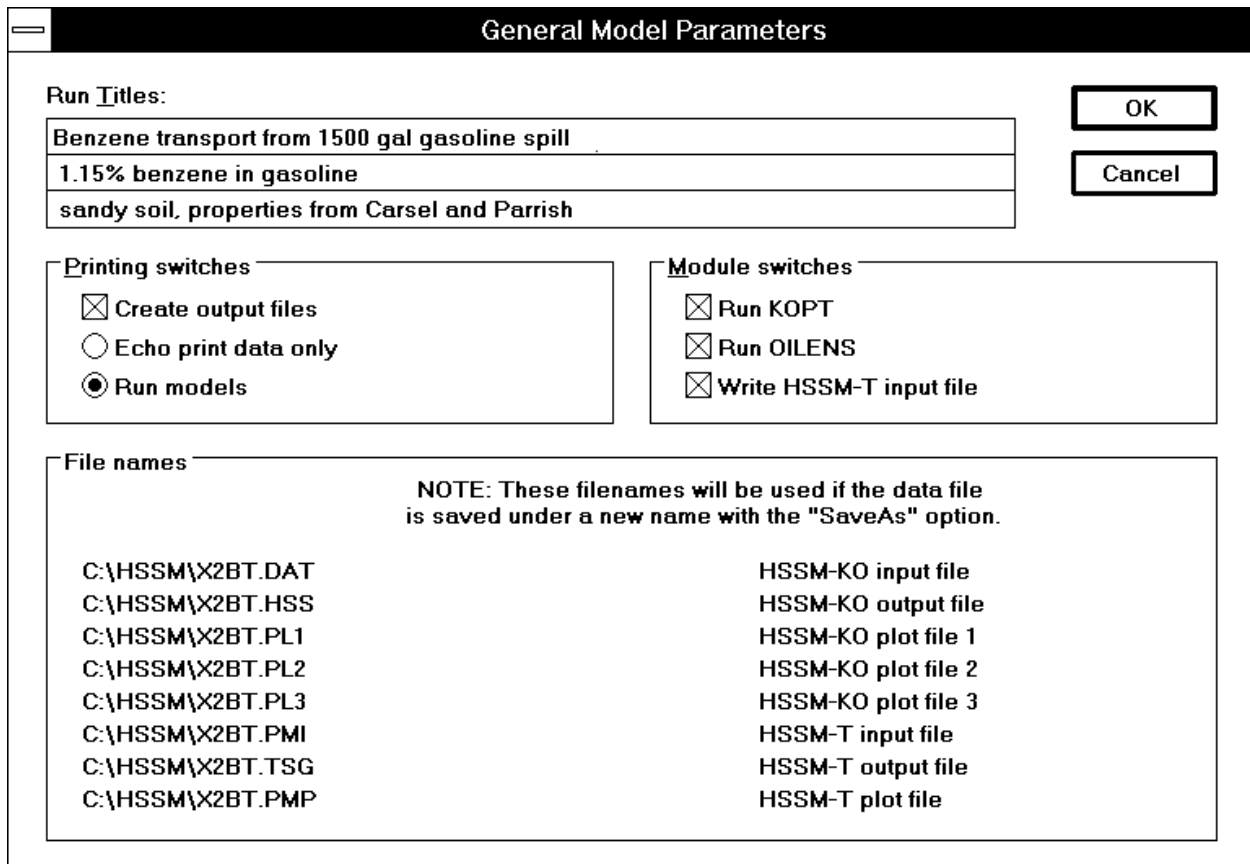 General Model Parameters
Run Titles:
Benzene transport from 1500 gal gasoline spill
1.15% benzene in gasoline
sandy soil, properties from Carsel and Parrish
OK
Cancel
Printing switches
Create output files
Echo print data only
Run models
Module switches
Run KOPT
Run OILENS
Write HSSM-T input file
File names
NOTE: These filenames will be used if the data file
is saved under a new name with the "SaveAs" option.
C:\HSSM\X2BT.DAT HSSM-KO input file
C:\HSSM\X2BT.HSS HSSM-KO output file
C:\HSSM\X2BT.PL1 HSSM-KO plot file 1
C:\HSSM\X2BT.PL2 HSSM-KO plot file 2
C:\HSSM\X2BT.PL3 HSSM-KO plot file 3
C:\HSSM\X2BT.PMI HSSM-T input file
C:\HSSM\X2BT.TSG HSSM-T output file
C:\HSSM\X2BT.PMP HSSM-T plot file